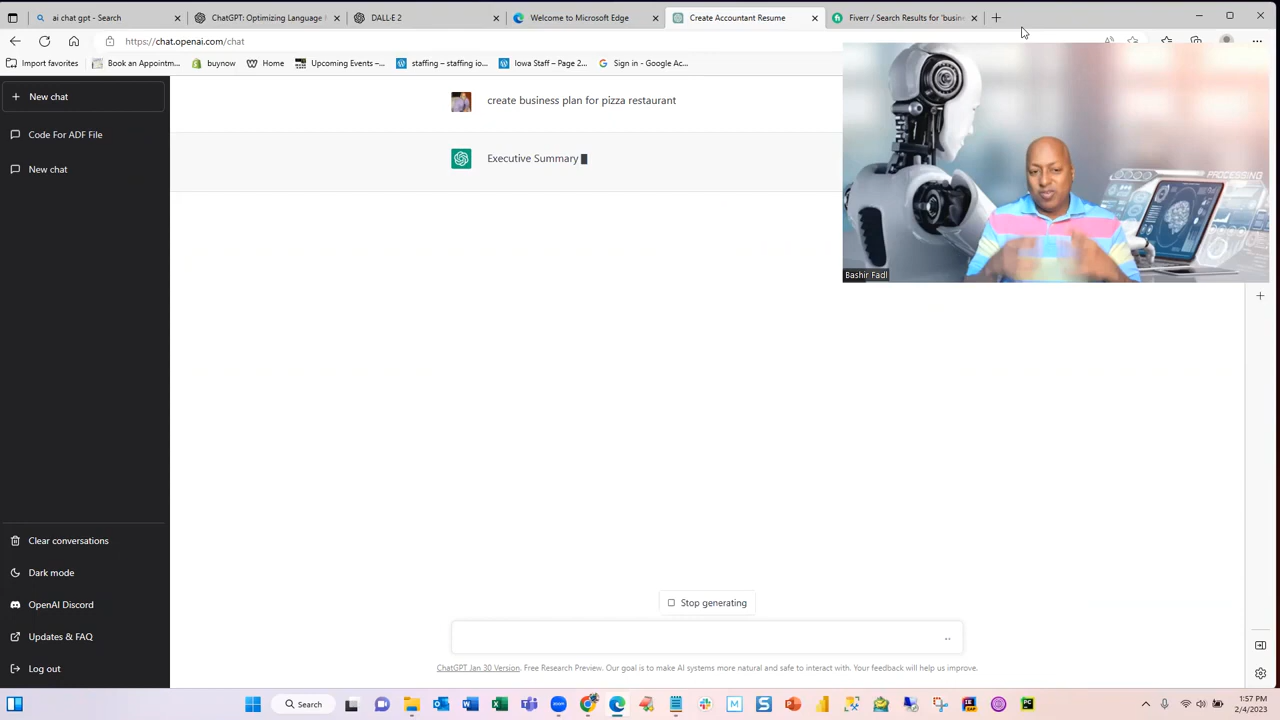 ai gpt - Search
ChatGPT: Optimizing Language
DALL·E 2
Welcome to Microsoft Edge
Create Accountant Resume
Fiverr / Search Results for "busin
https://chat.openai.com/chat
Import favorites
Book an Appointm...
buynow
Home
Upcoming Events –...
staffing – staffing io...
Iowa Staff – Page 2...
Sign in - Google Ac...
New chat
Code For ADF File
New chat
create business plan for pizza restaurant
Executive Summary
PROCESSING
Bashir Fadl
Clear conversations
Dark mode
OpenAI Discord
Updates & FAQ
Log out
Stop generating
ChatGPT Jan 30 Version. Free Research Preview. Our goal is to make AI systems more natural and safe to interact with. Your feedback will help us improve.
Search
1:57 PM
2/4/2023